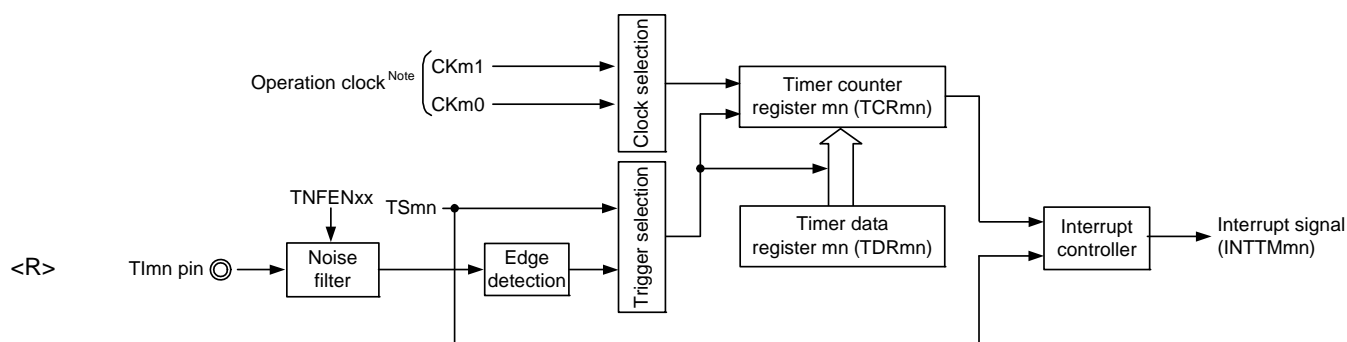 Operation clock Note
CKm1
CKm0
Clock selection
Timer counter
register mn (TCRmn)
TNFENxx
TSmn
Trigger selection
Timer data
register mn (TDRmn)
Interrupt
controller
Interrupt signal
(INTTMmn)
<R>
TImn pin
Noise
filter
Edge
detection